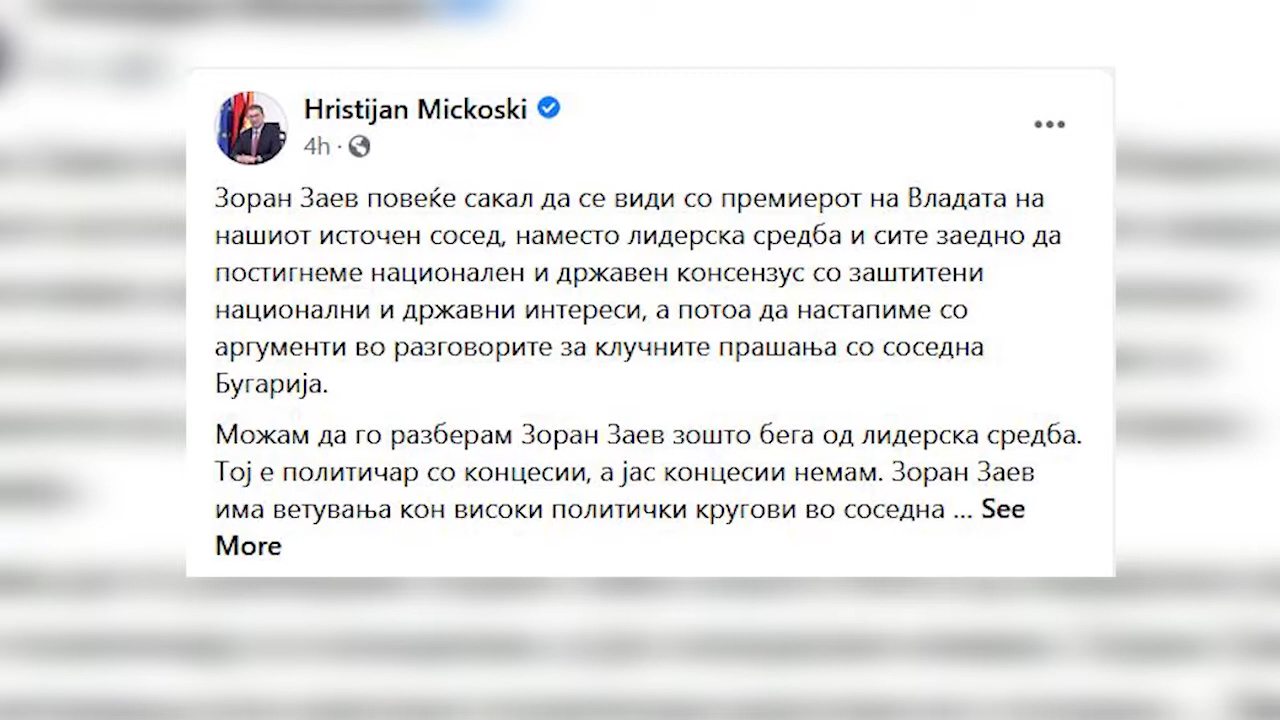 Hristijan Mickoski
4h ·
Зоран Заев повеќе сакал да се види со премиерот на Владата на
нашиот источен сосед, наместо лидерска средба и сите заедно да
постигнеме национален и државен консензус со заштитени
национални и државни интереси, а потоа да настапиме со
аргументи во разговорите за клучните прашања со соседна
Бугарија.
Можам да го разберам Зоран Заев зошто бега од лидерска средба.
Тој е политичар со концесии, а јас концесии немам. Зоран Заев
има ветувања кон високи политички кругови во соседна ... See
More